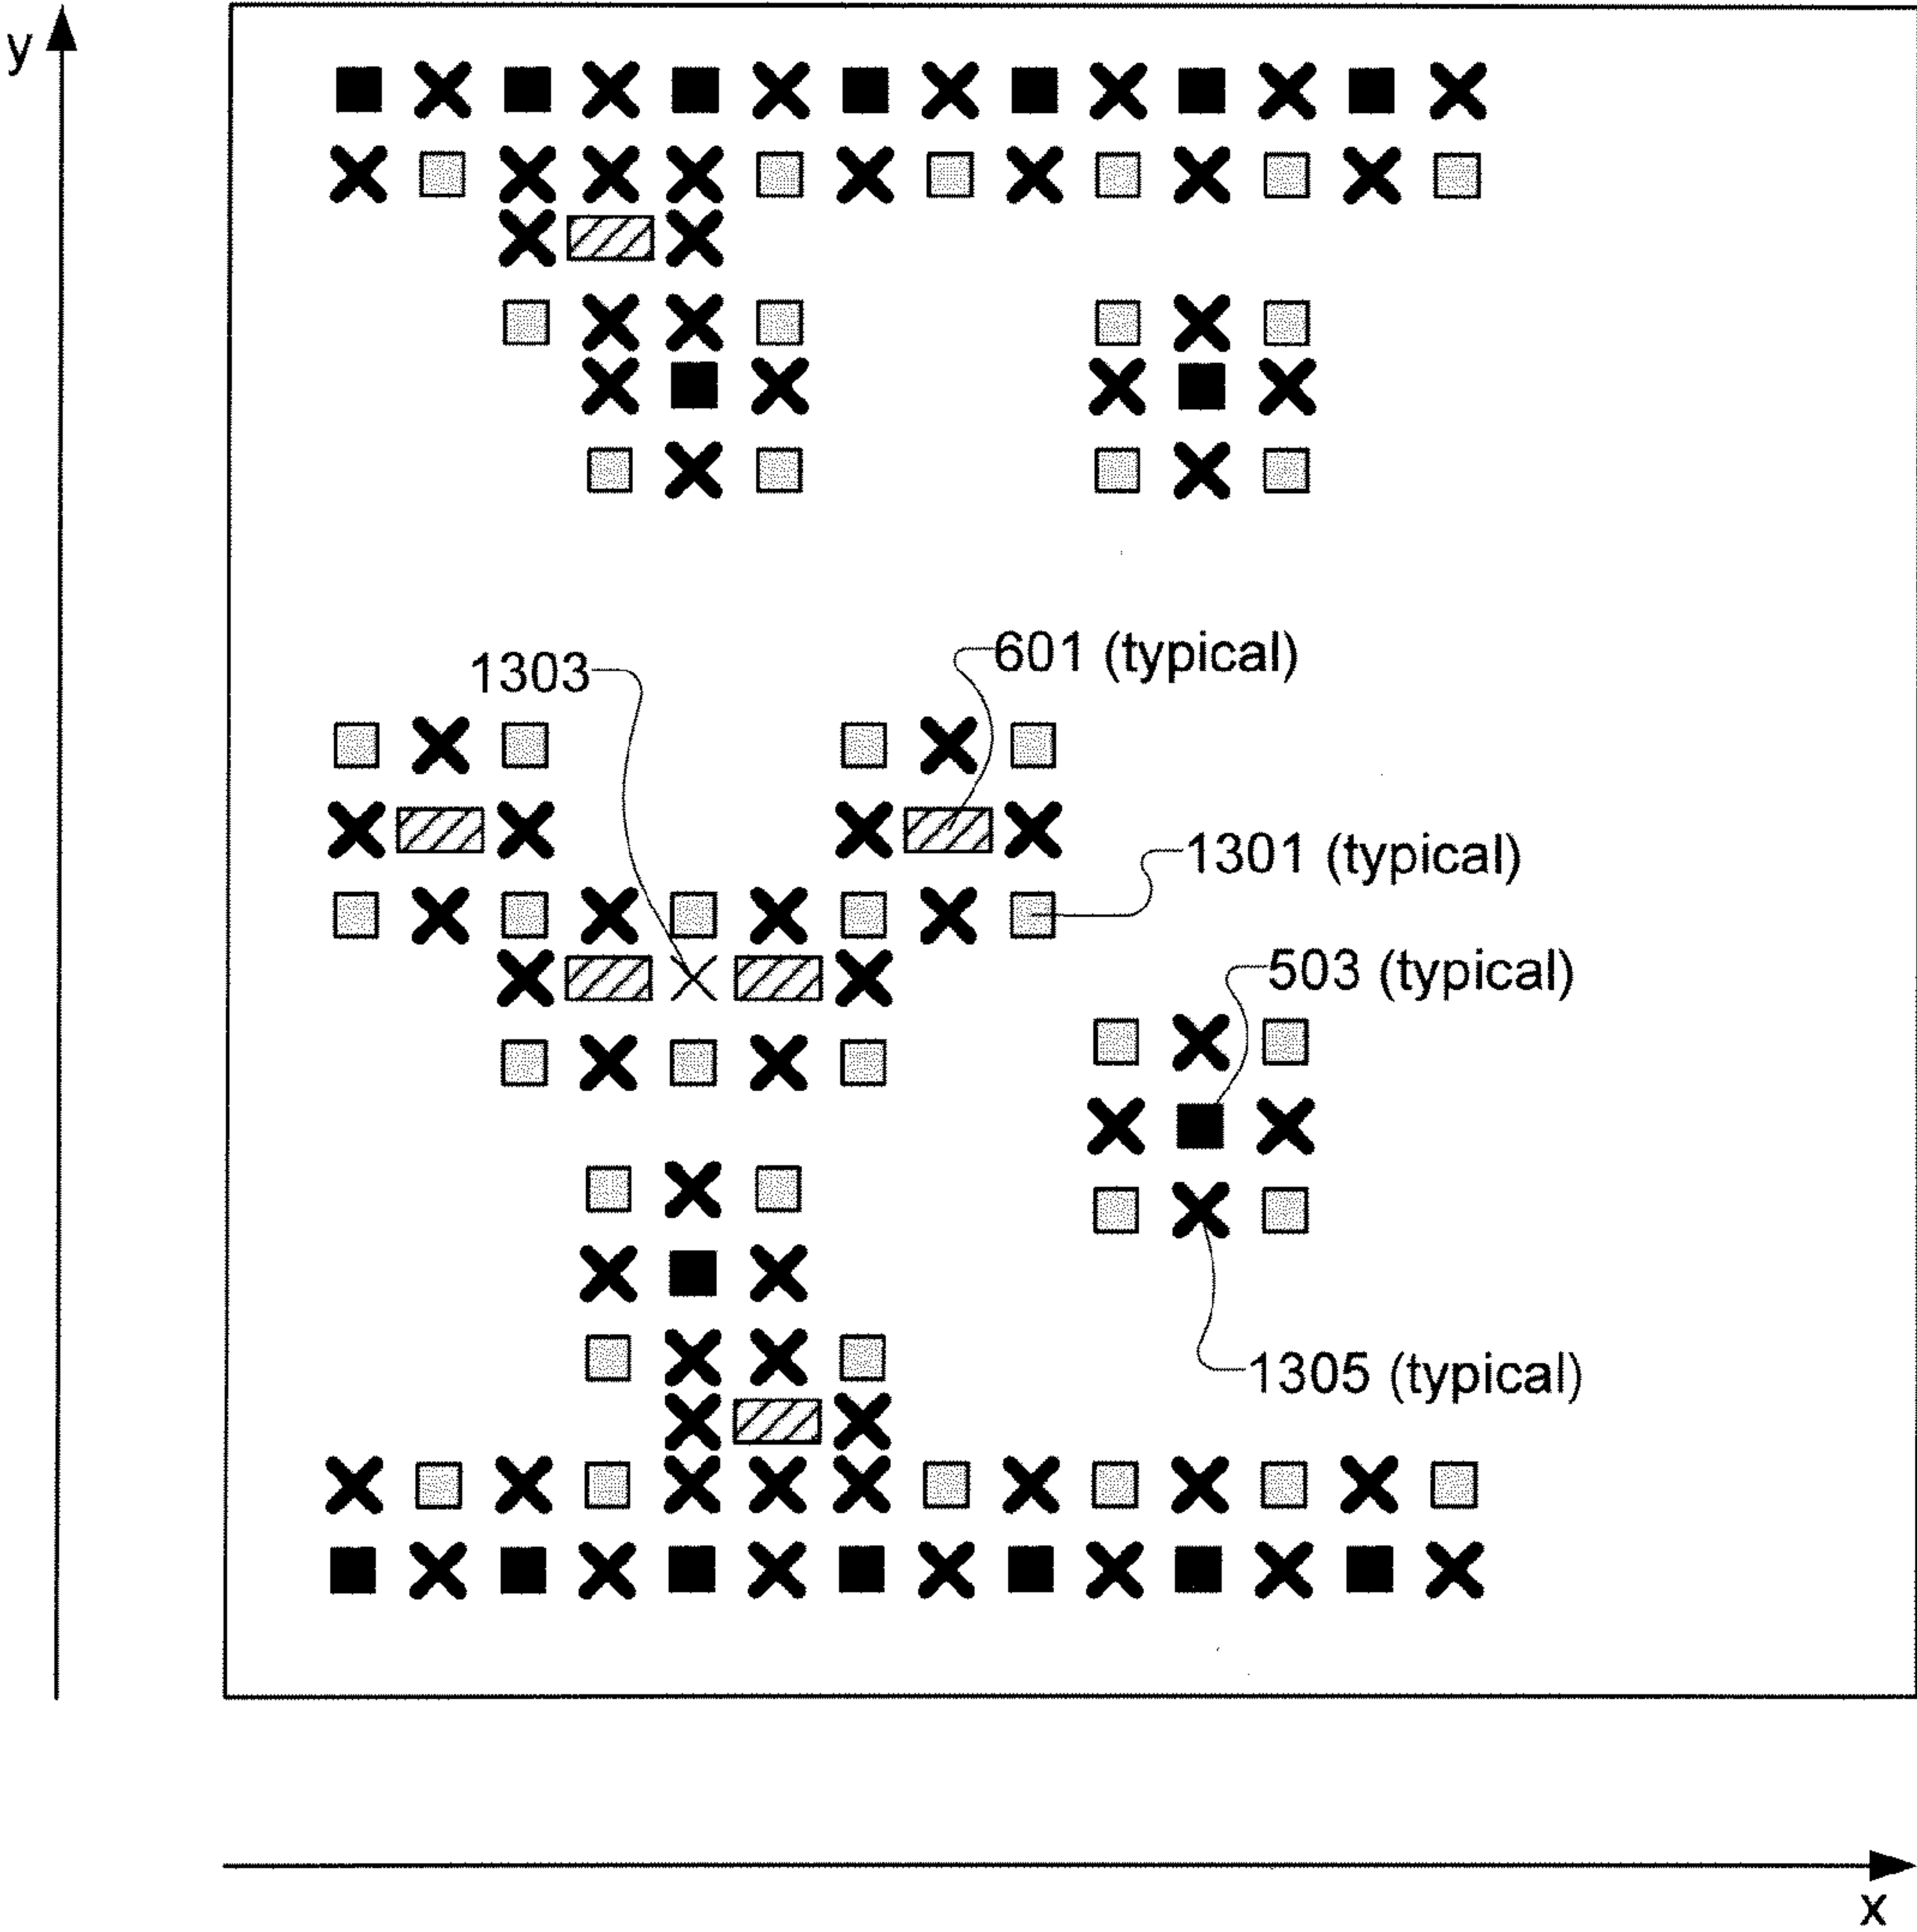 y
601 (typical)
1303
1301 (typical)
503 (typical)
1305 (typical)
x